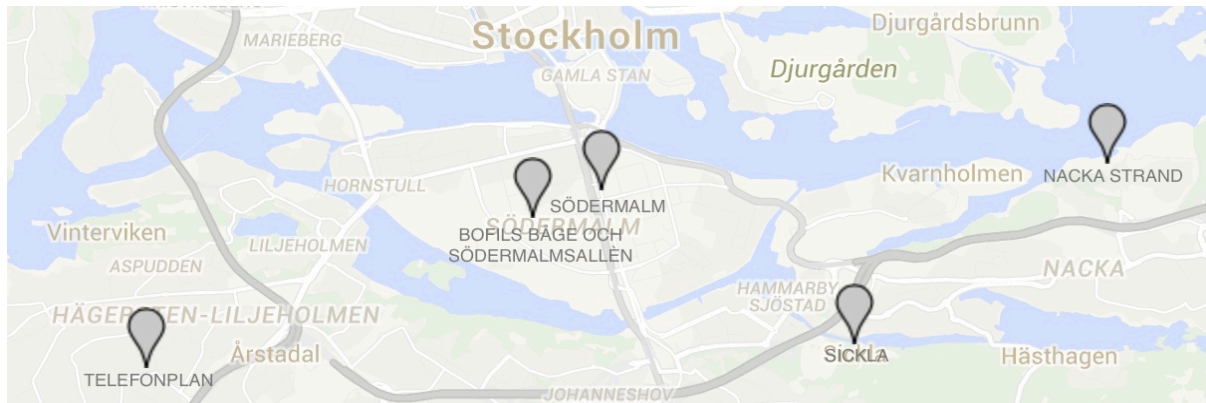 Stockholm
Djurgårdsbrunn
MARIEBERG
GAMLA STAN
Djurgården
HORNSTULL
Kvarnholmen
NACKA STRAND
SÖDERMALM
SÖDERMALM
BOFILS BÅGE OCH
SÖDERMALMSALLÉN
Vinterviken
LILJEHOLMEN
ASPUDDEN
NACKA
HAMMARBY
SJÖSTAD
HÄGERSTEN-LILJEHOLMEN
Årstadal
SICKLA
Hästhagen
TELEFONPLAN
JOHANNESHOV